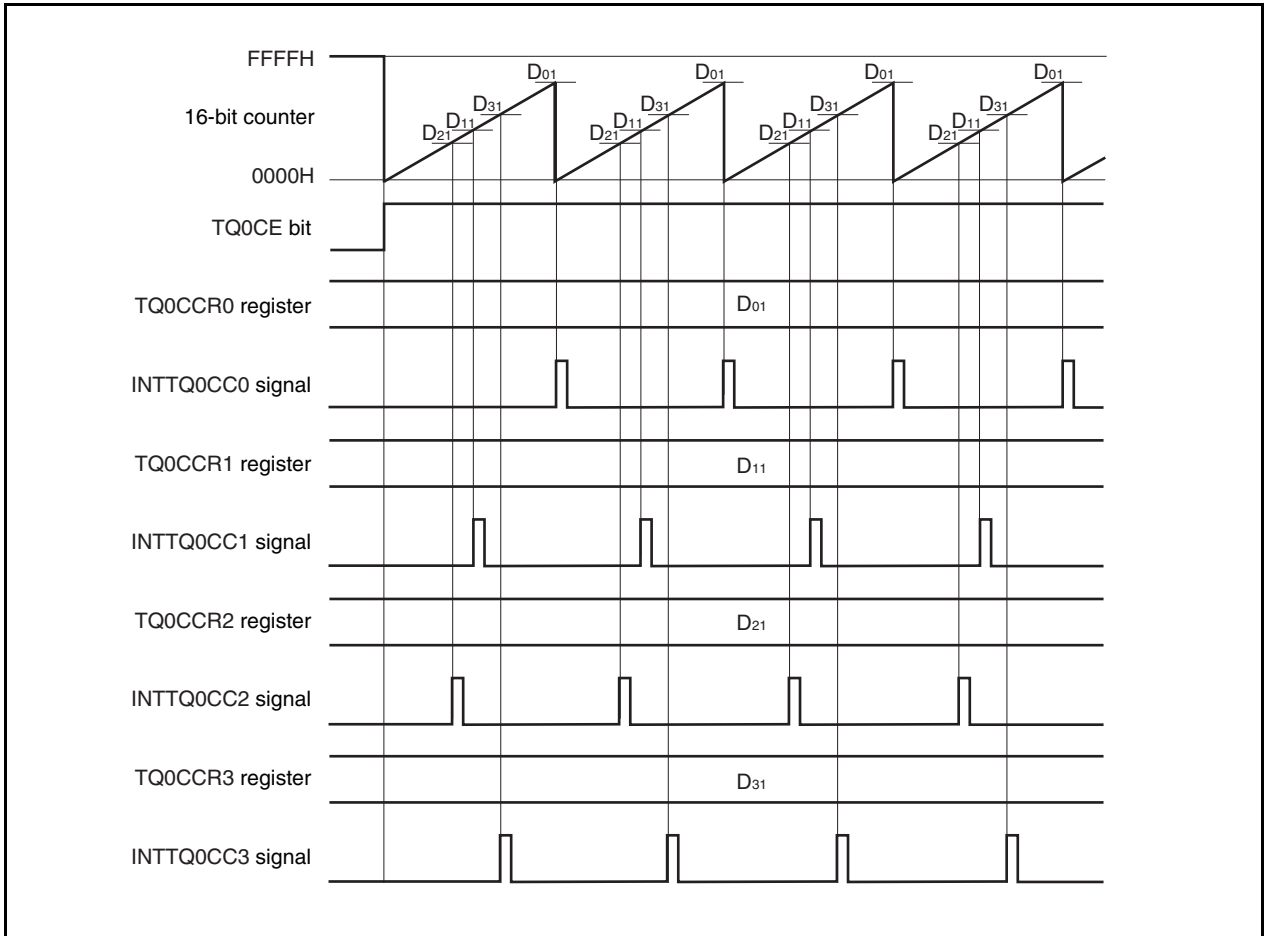 FFFFH
16-bit counter
0000H
D01 D01 D01 D01
D31 D31 D31 D31
D11 D11 D11 D11
D21 D21 D21 D21
TQ0CE bit
TQ0CCR0 register
D01
INTTQ0CC0 signal
TQ0CCR1 register
D11
INTTQ0CC1 signal
TQ0CCR2 register
D21
INTTQ0CC2 signal
TQ0CCR3 register
D31
INTTQ0CC3 signal